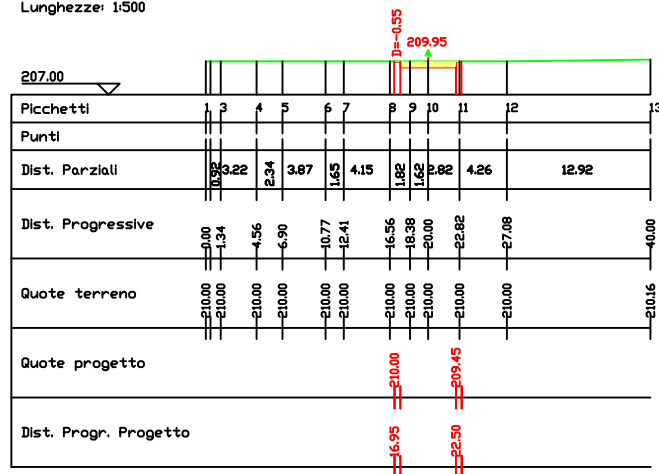 Lunghezze: 1:500
D=-0.55
209.95
207.00
Picchetti 1 3 4 5 6 7 8 9 10 11 12 13
Punti
Dist. Parziali 0.92 3.22 2.34 3.87 1.65 4.15 1.82 1.62 2.82 4.26 12.92
Dist. Progressive 0.00 1.34 4.56 6.90 10.77 12.41 16.56 18.38 20.00 22.82 27.08 40.00
Quote terreno 210.00 210.00 210.00 210.00 210.00 210.00 210.00 210.00 210.00 210.00 210.00 210.16
Quote progetto 210.00 209.45
Dist. Progr. Progetto 16.95 22.50